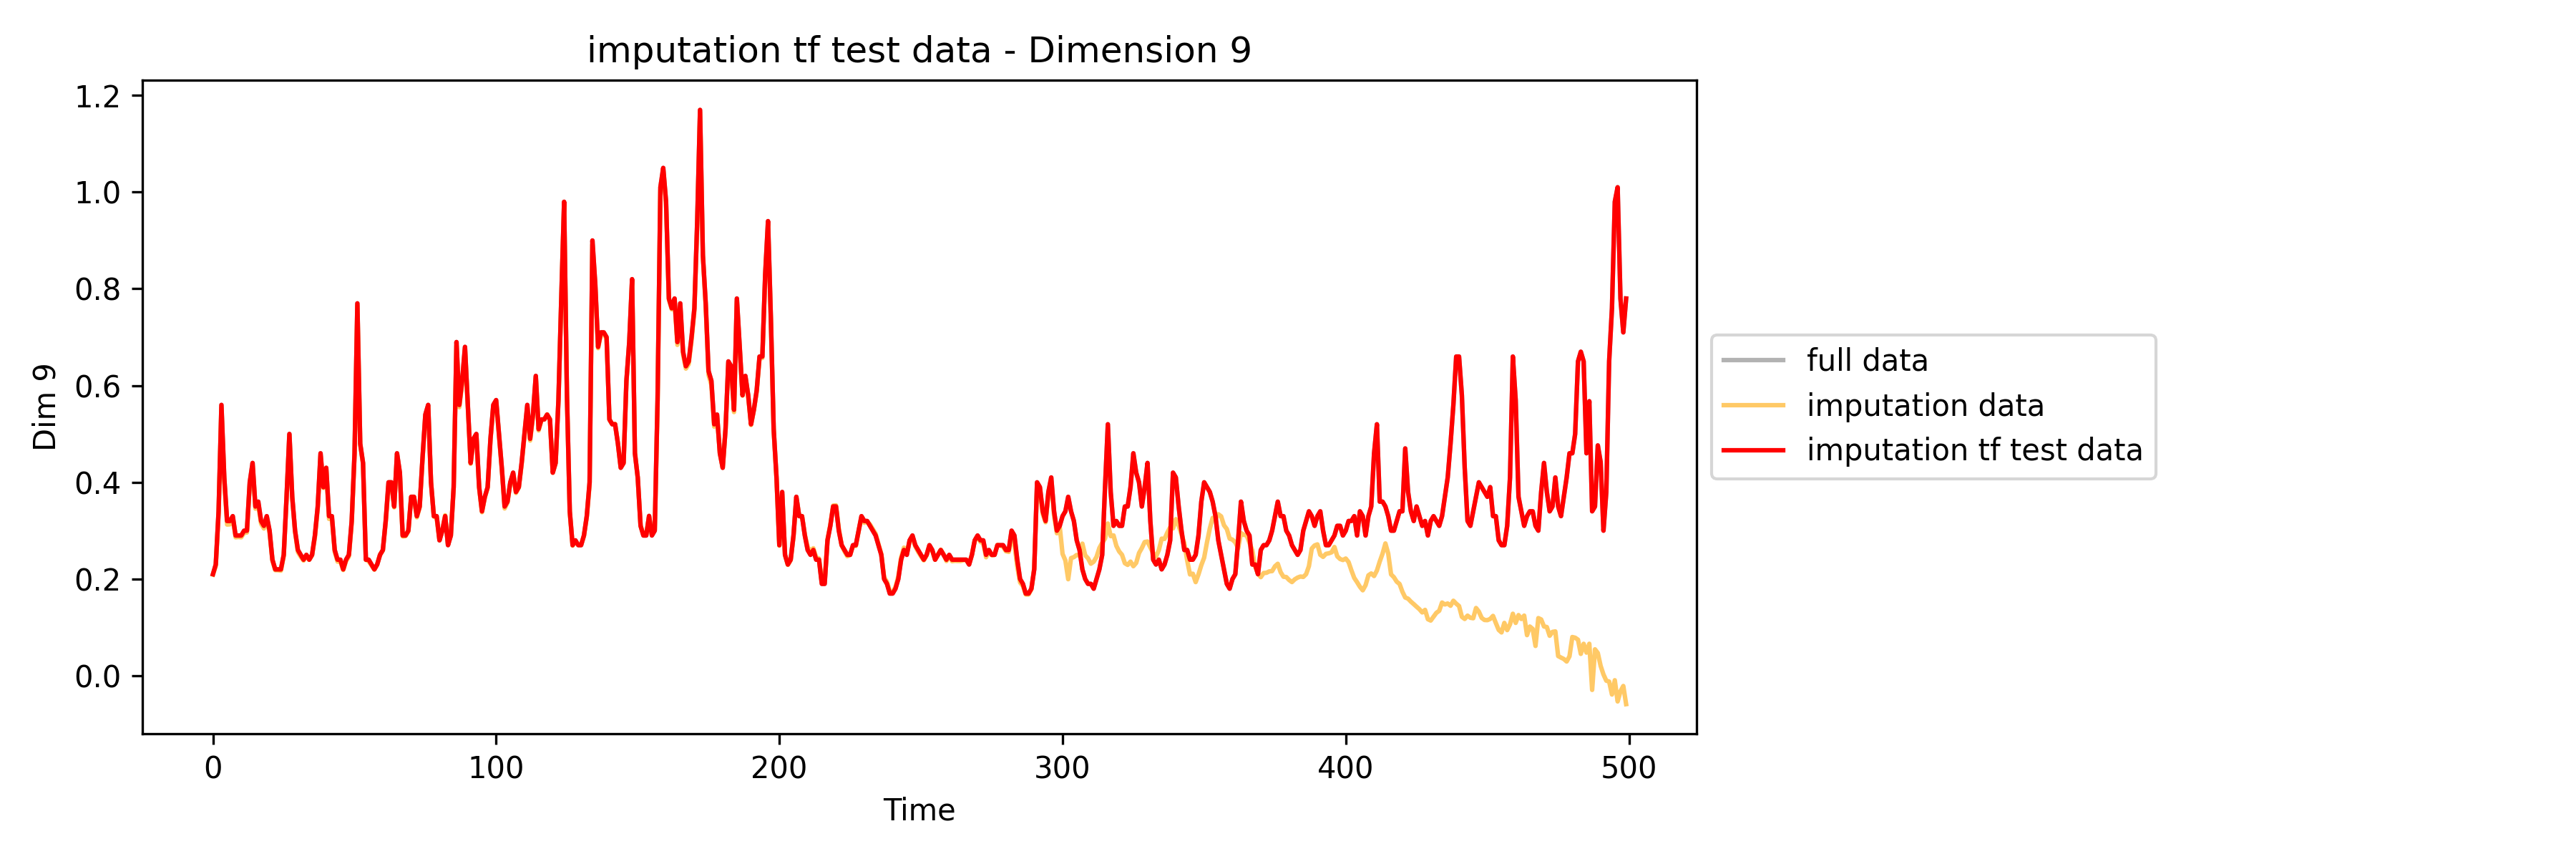 imputation tf test data - Dimension 9
1.2
1.0
0.8
0.6
0.4
0.2
0.0
Dim 9
0 100 200 300 400 500
Time
full data
imputation data
imputation tf test data